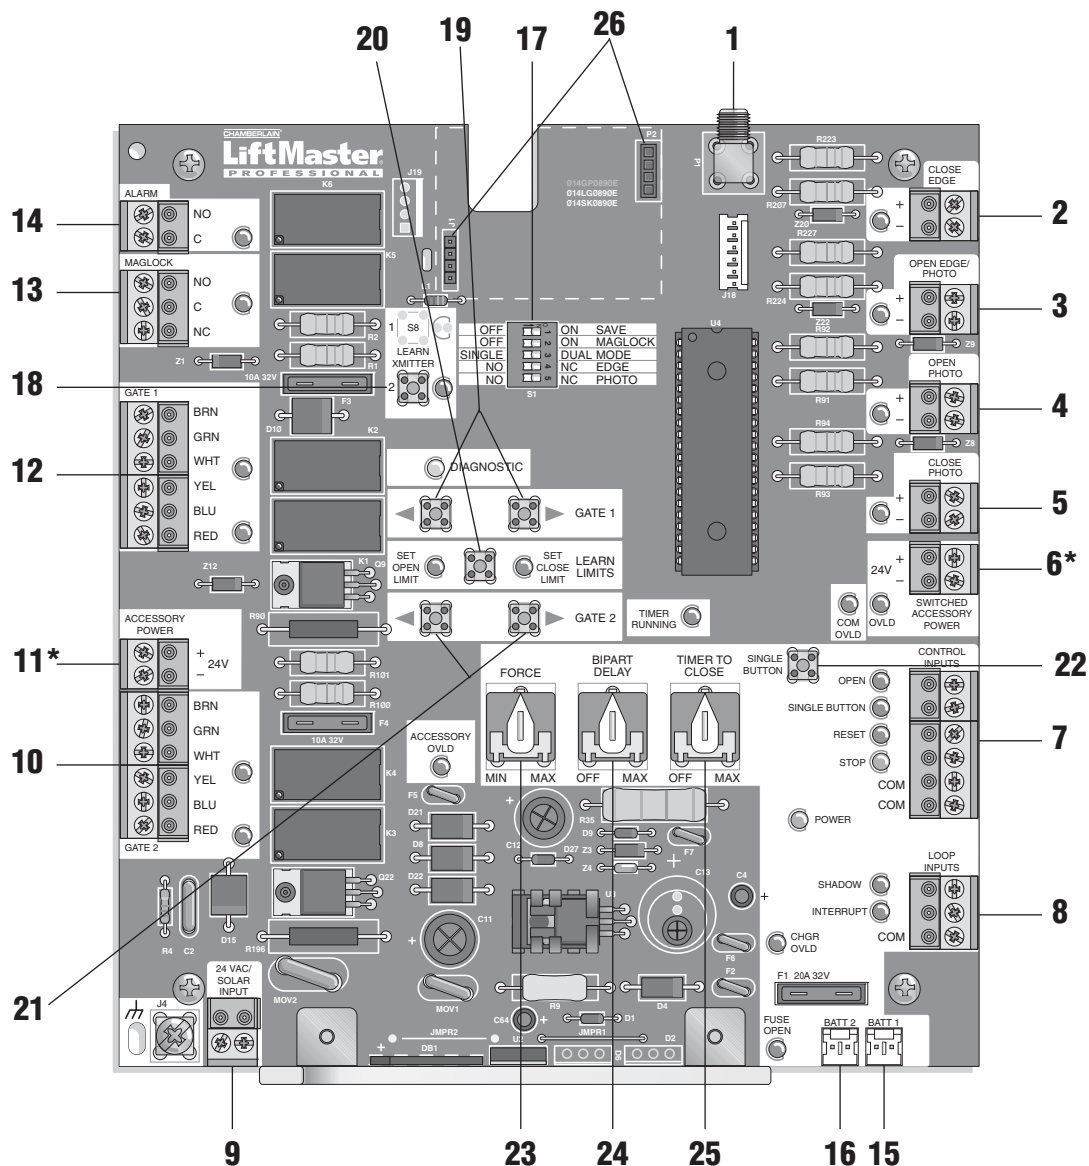 20
19
17
26
1
CHAMBERLAIN®
LiftMaster
PROFESSIONAL
K6
J19
P2
P1
014GP0890E
014LG0890E
014SK0890E
R223
R207
Z20
R227
J18
R224
Z22
R92
CLOSE EDGE
+
−
2
ALARM
NO
C
14
MAGLOCK
NO
C
NC
13
K5
OPEN EDGE/
PHOTO
+
−
3
Z9
U4
R2
R1
Z1
10A 32V
F3
18
1
S8
LEARN
XMITTER
2
OFF ON SAVE
OFF ON MAGLOCK
SINGLE DUAL MODE
NO NC EDGE
NO NC PHOTO
1
2
3
4
5
S1
R91
R94
R93
OPEN
PHOTO
+
−
4
Z8
GATE 1
BRN
GRN
WHT
YEL
BLU
RED
12
D10
K2
DIAGNOSTIC
GATE 1
CLOSE
PHOTO
+
−
5
K1
Q9
Z12
SET
OPEN
LIMIT
SET
CLOSE
LIMIT
LEARN
LIMITS
24V
+
−
6*
SWITCHED
ACCESSORY
POWER
COM
OVLD
OVLD
R90
GATE 2
TIMER
RUNNING
ACCESSORY
POWER
+
24V
−
11*
R101
R100
F4
10A 32V
FORCE
MIN MAX
BIPART
DELAY
OFF MAX
TIMER TO
CLOSE
OFF MAX
SINGLE
BUTTON
22
CONTROL
INPUTS
OPEN
SINGLE BUTTON
RESET
STOP
COM
COM
7
BRN
GRN
WHT
YEL
BLU
RED
GATE 2
10
ACCESSORY
OVLD
K4
K3
F5
D21
D8
D22
C12
D27
R35
D9
Z3
Z4
F7
C13
C4
+
POWER
LOOP
INPUTS
SHADOW
INTERRUPT
COM
8
Q22
R196
C11
U3
R4
C2
D15
CHGR
OVLD
F6
F2
F1 20A 32V
21
24 VAC/
SOLAR
INPUT
J4
MOV2
MOV1
R9
D4
C64
D1
JMPR2
JMPR1
DB1
D6
D2
FUSE
OPEN
BATT 2
BATT 1
9
23
24
25
16
15